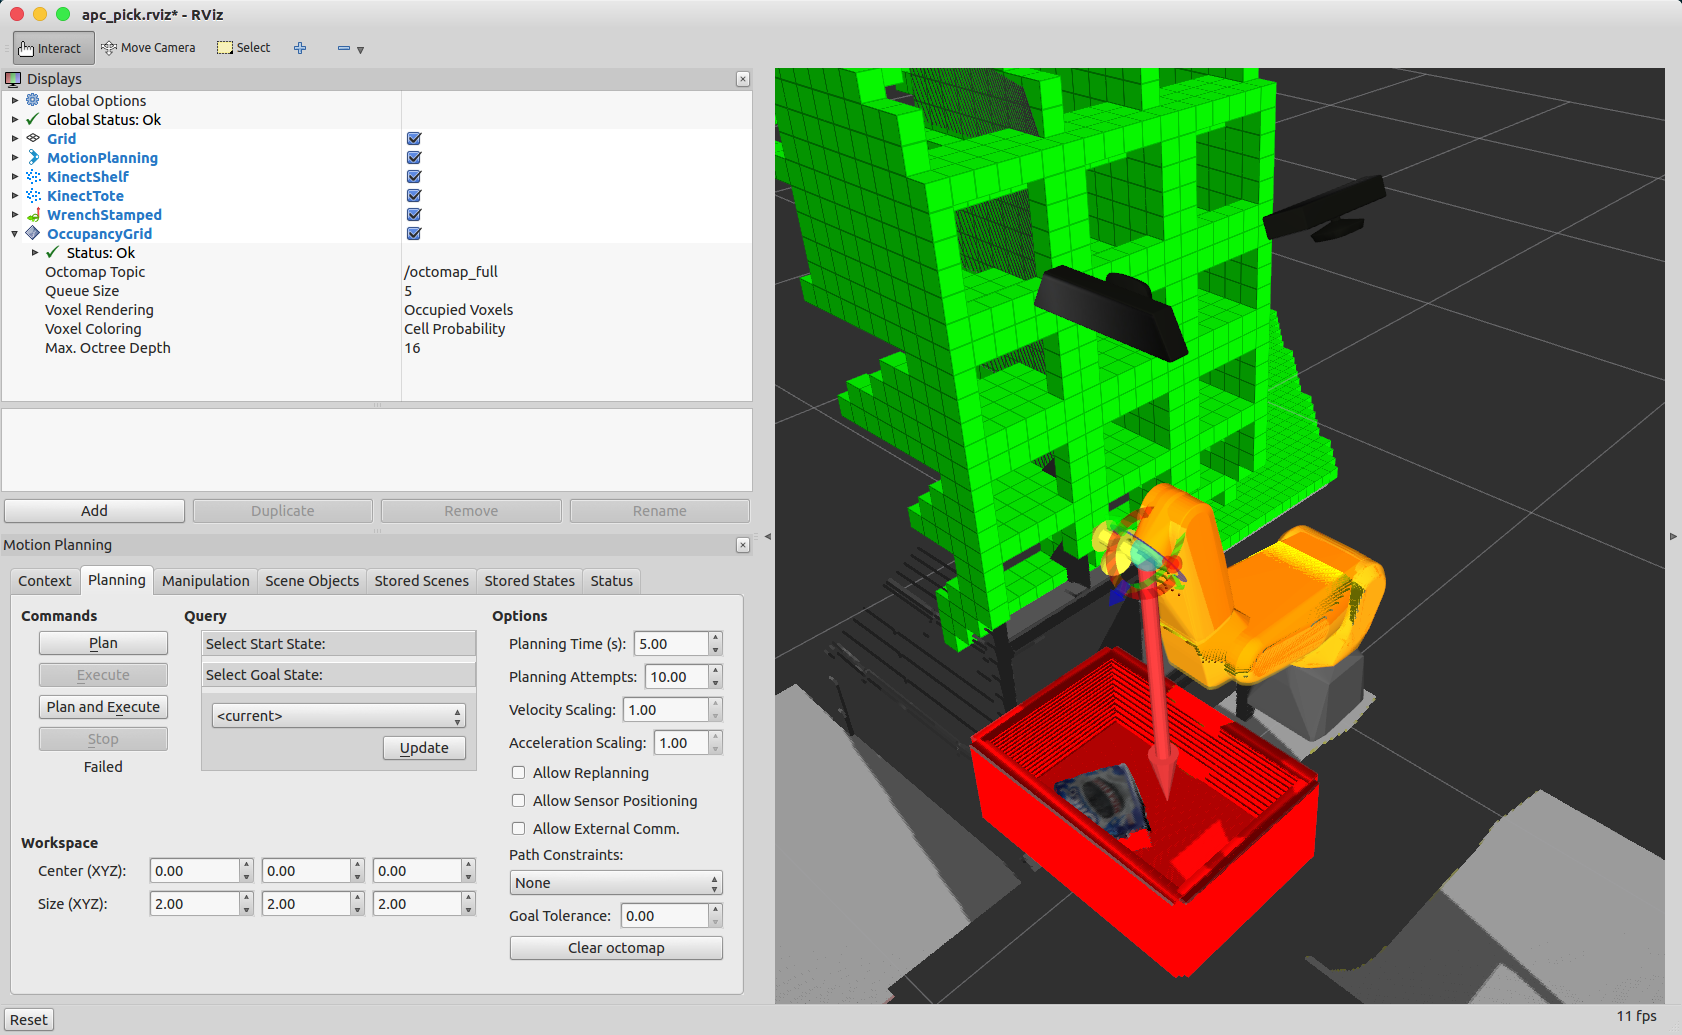 apc_pick.rviz* - RViz
Interact Move Camera Select
Displays
Global Options
Global Status: Ok
Grid
MotionPlanning
KinectShelf
KinectTote
WrenchStamped
OccupancyGrid
Status: Ok
Octomap Topic /octomap_full
Queue Size 5
Voxel Rendering Occupied Voxels
Voxel Coloring Cell Probability
Max. Octree Depth 16
Add Duplicate Remove Rename
Motion Planning
Context Planning Manipulation Scene Objects Stored Scenes Stored States Status
Commands Query Options
Plan Select Start State: Planning Time (s): 5.00
Execute Select Goal State: Planning Attempts: 10.00
Plan and Execute <current> Velocity Scaling: 1.00
Stop Update Acceleration Scaling: 1.00
Failed Allow Replanning
Allow Sensor Positioning
Allow External Comm.
Workspace Path Constraints:
Center (XYZ): 0.00 0.00 0.00 None
Size (XYZ): 2.00 2.00 2.00 Goal Tolerance: 0.00
Clear octomap
Reset 11 fps